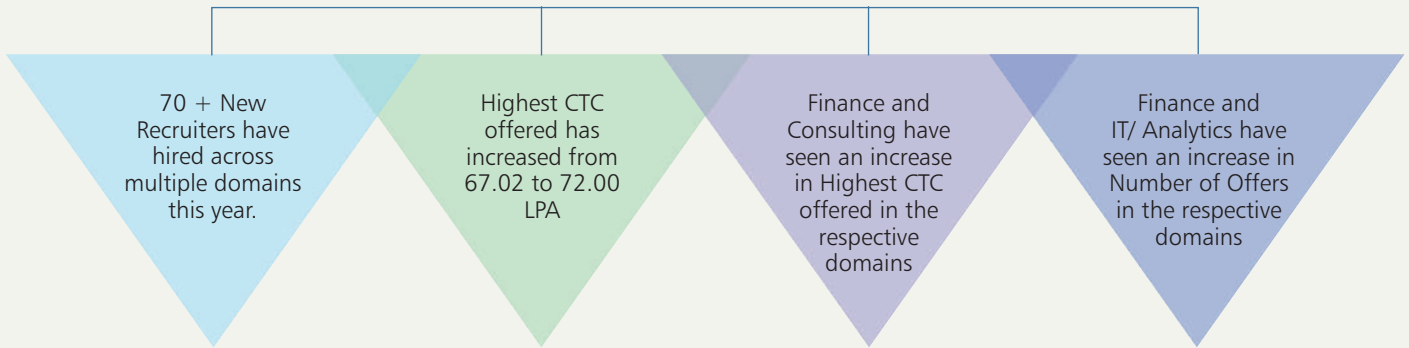 70 + New
Recruiters have
hired across
multiple domains
this year.
Highest CTC
offered has
increased from
67.02 to 72.00
LPA
Finance and
Consulting have
seen an increase
in Highest CTC
offered in the
respective
domains
Finance and
IT/ Analytics have
seen an increase in
Number of Offers
in the respective
domains